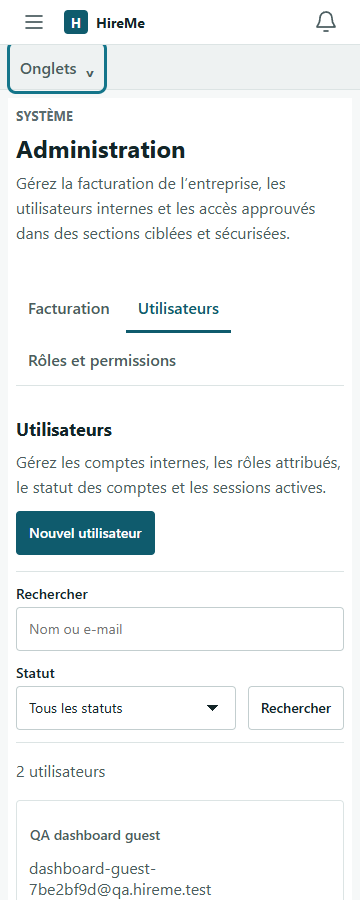 H HireMe
Onglets v
SYSTÈME
Administration
Gérez la facturation de l’entreprise, les
utilisateurs internes et les accès approuvés
dans des sections ciblées et sécurisées.
Facturation Utilisateurs
Rôles et permissions
Utilisateurs
Gérez les comptes internes, les rôles attribués,
le statut des comptes et les sessions actives.
Nouvel utilisateur
Rechercher
Nom ou e-mail
Statut
Tous les statuts Rechercher
2 utilisateurs
QA dashboard guest
dashboard-guest-
7be2bf9d@qa.hireme.test